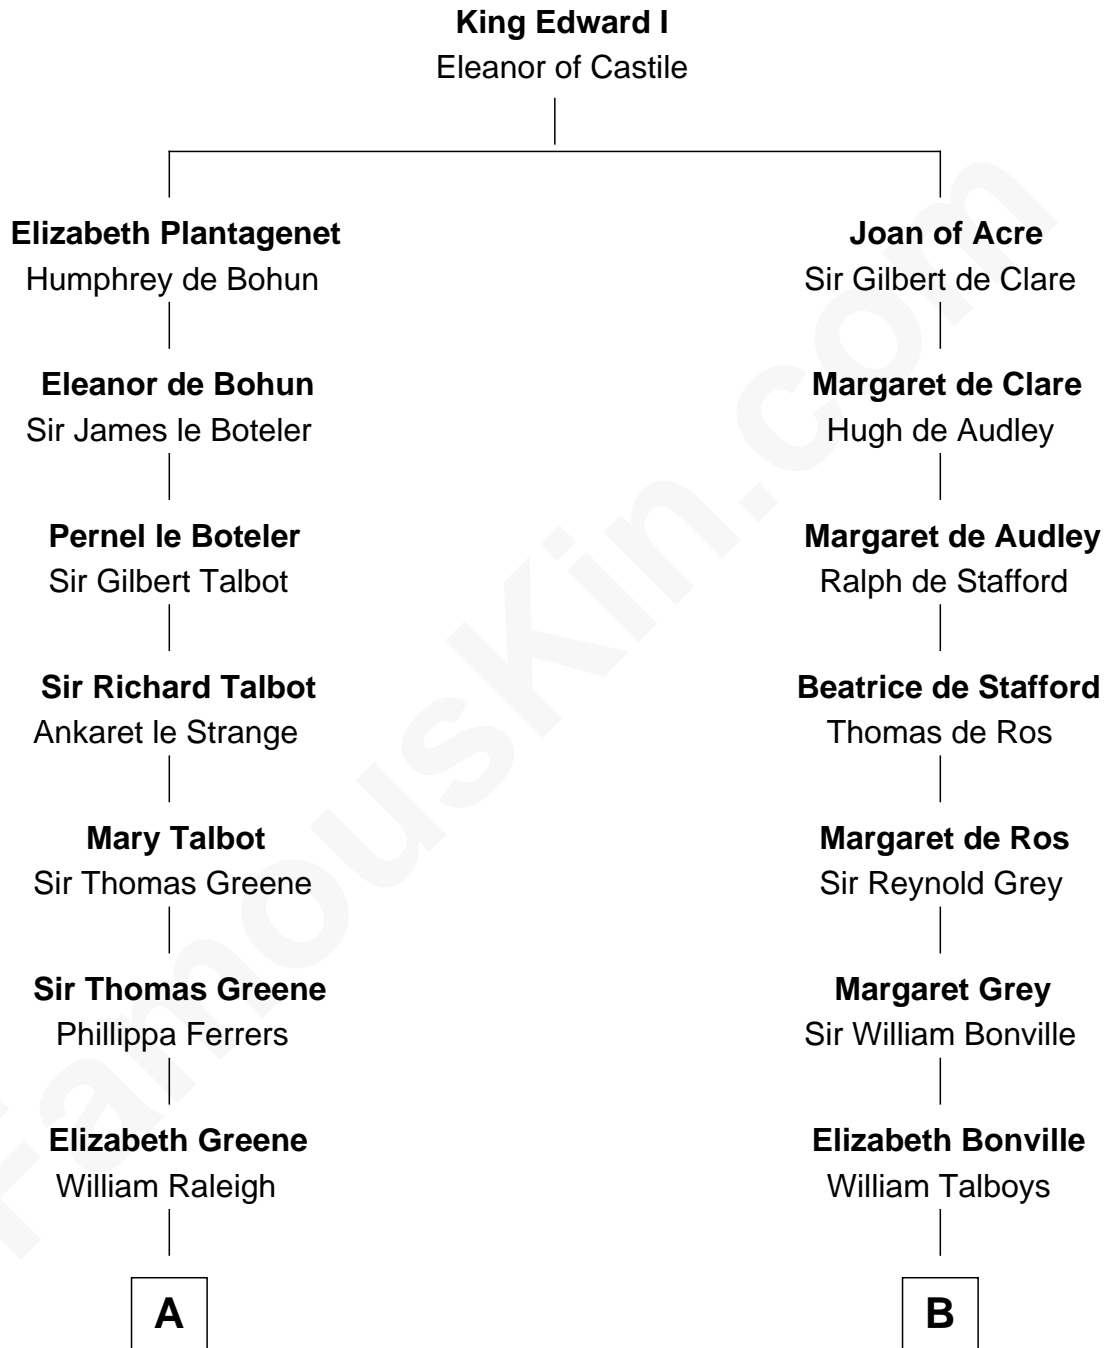 King Edward I
Eleanor of Castile
Elizabeth Plantagenet
Humphrey de Bohun
Joan of Acre
Sir Gilbert de Clare
Eleanor de Bohun
Sir James le Boteler
Margaret de Clare
Hugh de Audley
Pernel le Boteler
Sir Gilbert Talbot
Margaret de Audley
Ralph de Stafford
Sir Richard Talbot
Ankaret le Strange
Beatrice de Stafford
Thomas de Ros
Mary Talbot
Sir Thomas Greene
Margaret de Ros
Sir Reynold Grey
Sir Thomas Greene
Phillippa Ferrers
Margaret Grey
Sir William Bonville
Elizabeth Greene
William Raleigh
Elizabeth Bonville
William Talboys
A
B
FamousKin.com